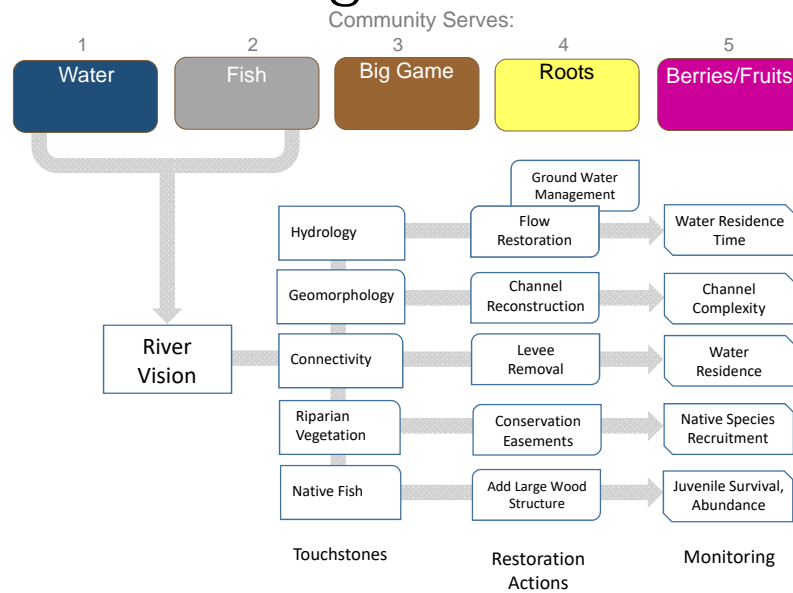 Community Serves:
1 2 3 4 5
Water Fish Big Game Roots Berries/Fruits
Ground Water
Management
Hydrology
Flow
Restoration
Water Residence
Time
Geomorphology
Channel
Reconstruction
Channel
Complexity
River
Vision
Connectivity
Levee
Removal
Water
Residence
Riparian
Vegetation
Conservation
Easements
Native Species
Recruitment
Native Fish
Add Large Wood
Structure
Juvenile Survival,
Abundance
Touchstones
Restoration
Actions
Monitoring